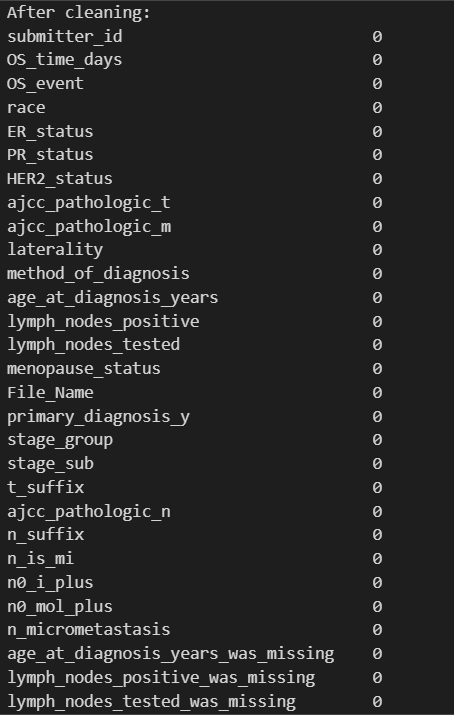 After cleaning:
submitter_id 0
OS_time_days 0
OS_event 0
race 0
ER_status 0
PR_status 0
HER2_status 0
ajcc_pathologic_t 0
ajcc_pathologic_m 0
laterality 0
method_of_diagnosis 0
age_at_diagnosis_years 0
lymph_nodes_positive 0
lymph_nodes_tested 0
menopause_status 0
File_Name 0
primary_diagnosis_y 0
stage_group 0
stage_sub 0
t_suffix 0
ajcc_pathologic_n 0
n_suffix 0
n_is_mi 0
n0_i_plus 0
n0_mol_plus 0
n_micrometastasis 0
age_at_diagnosis_years_was_missing 0
lymph_nodes_positive_was_missing 0
lymph_nodes_tested_was_missing 0